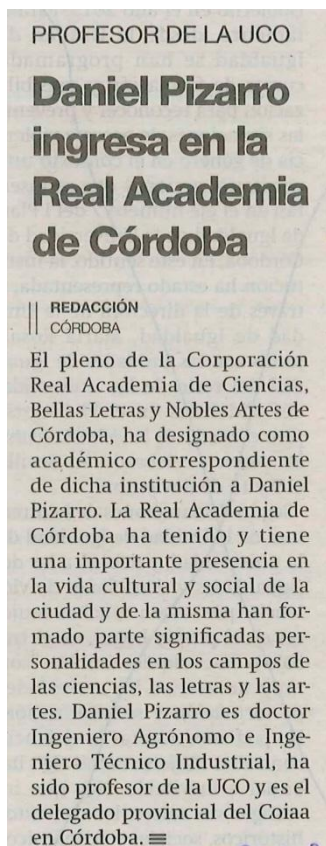 PROFESOR DE LA UCO
Daniel Pizarro
ingresa en la
Real Academia
de Córdoba
REDACCIÓN
CÓRDOBA
El pleno de la Corporación
Real Academia de Ciencias,
Bellas Letras y Nobles Artes de
Córdoba, ha designado como
académico correspondiente
de dicha institución a Daniel
Pizarro. La Real Academia de
Córdoba ha tenido y tiene
una importante presencia en
la vida cultural y social de la
ciudad y de la misma han for-
mado parte significadas per-
sonalidades en los campos de
las ciencias, las letras y las ar-
tes. Daniel Pizarro es doctor
Ingeniero Agrónomo e Inge-
niero Técnico Industrial, ha
sido profesor de la UCO y es el
delegado provincial del Coiaa
en Córdoba.